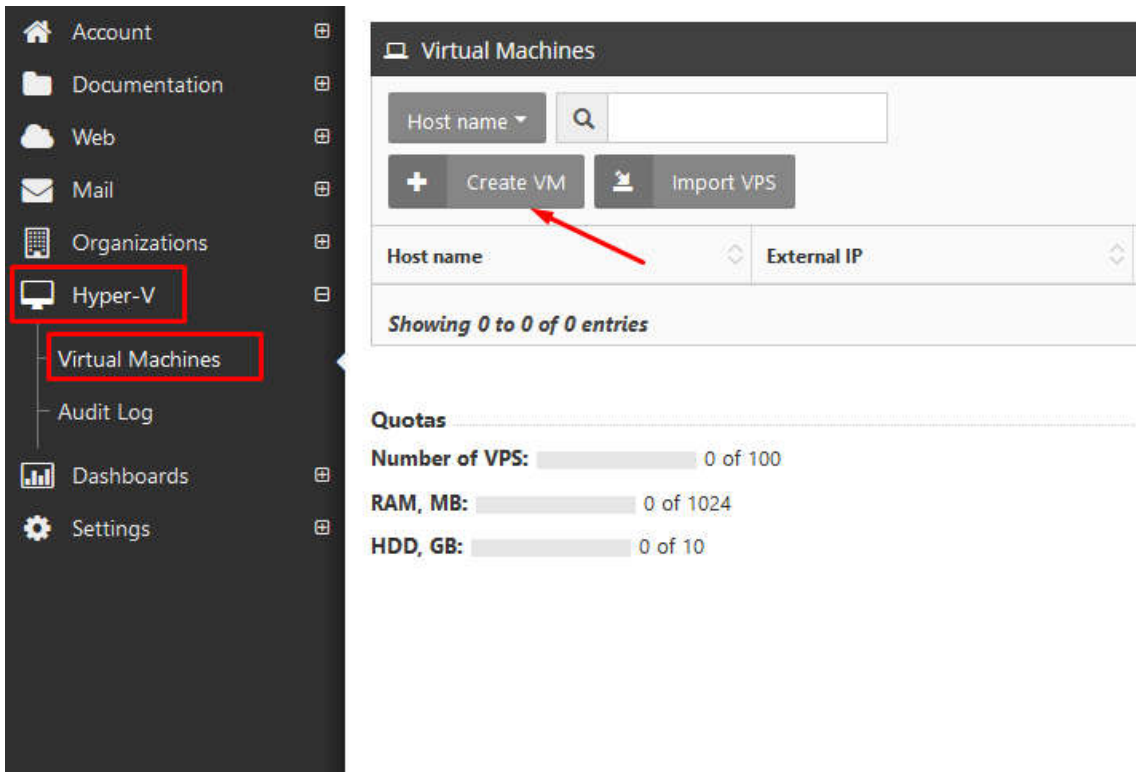 Account
Documentation
Web
Mail
Organizations
Hyper-V
Virtual Machines
Audit Log
Dashboards
Settings
Virtual Machines
Host name
Create VM
Import VPS
Host name
External IP
Showing 0 to 0 of 0 entries
Quotas
Number of VPS: 0 of 100
RAM, MB: 0 of 1024
HDD, GB: 0 of 10